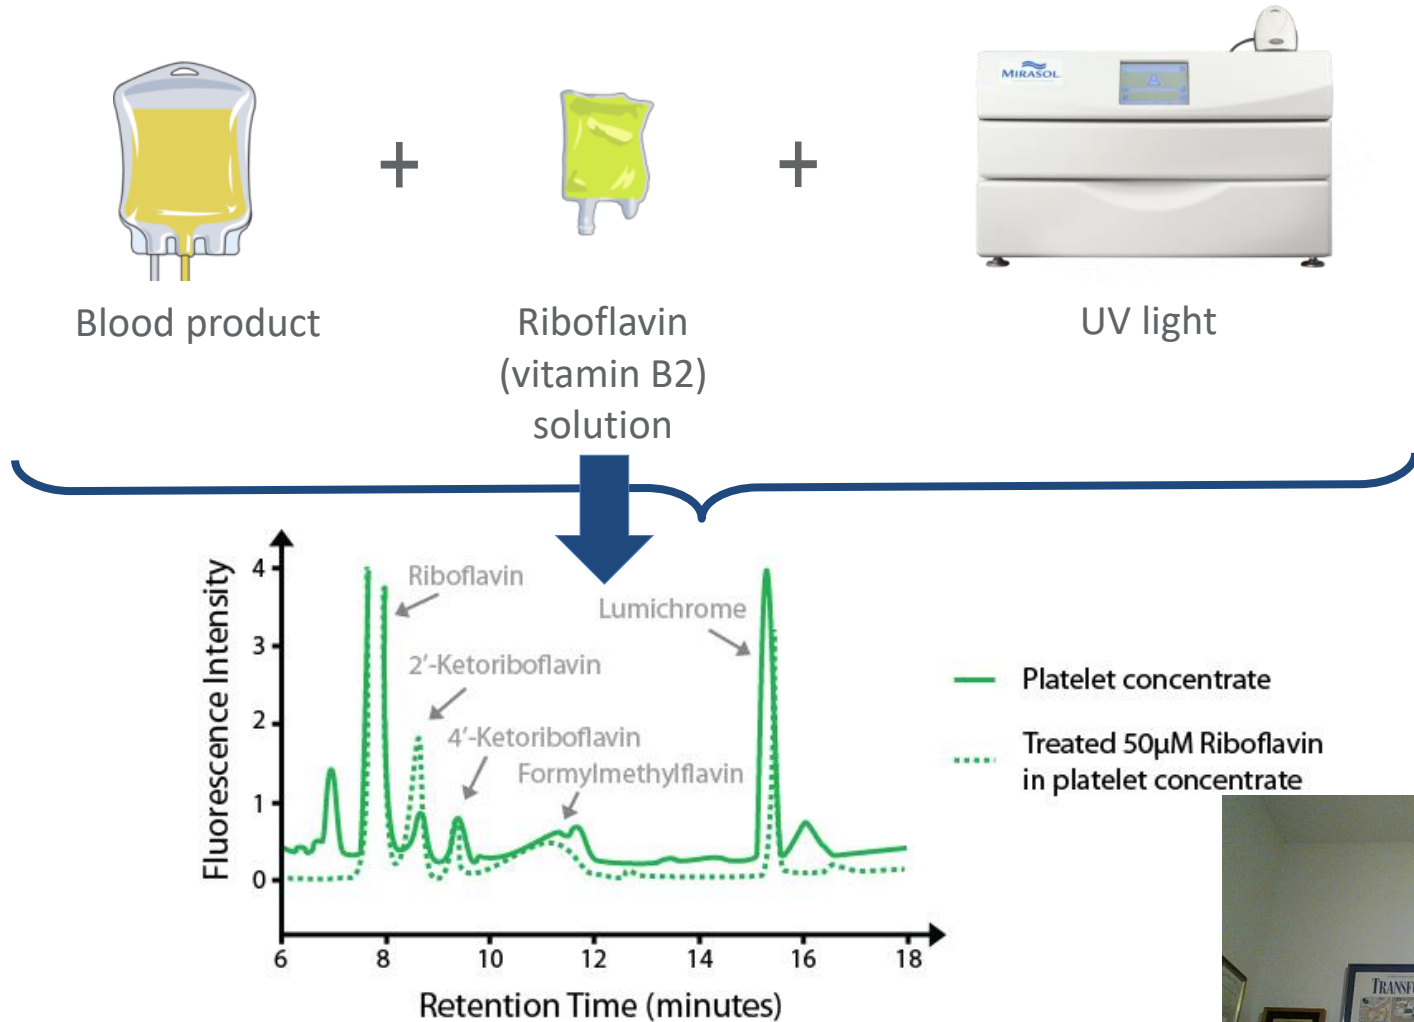 MIRASOL
+
+
Blood product
Riboflavin
(vitamin B2)
solution
UV light
Fluorescence Intensity
4
3
2
1
0
Riboflavin
2′-Ketoriboflavin
4′-Ketoriboflavin
Formylmethylflavin
Lumichrome
Platelet concentrate
Treated 50µM Riboflavin
in platelet concentrate
6
8
10
12
14
16
18
Retention Time (minutes)